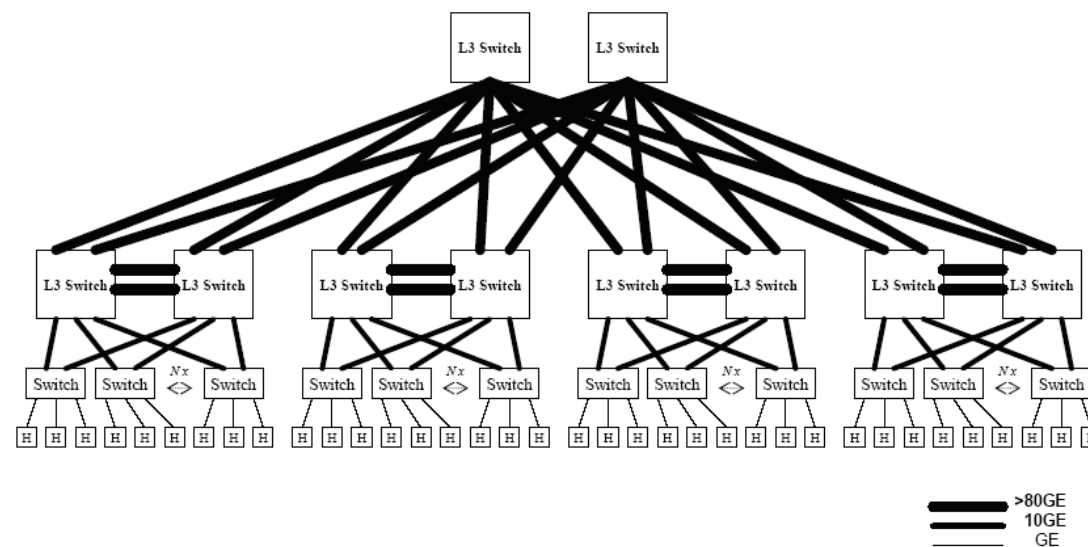 L3 Switch L3 Switch
L3 Switch L3 Switch L3 Switch L3 Switch L3 Switch L3 Switch L3 Switch L3 Switch
Nx Nx Nx Nx
Switch Switch Switch Switch Switch Switch Switch Switch Switch Switch Switch Switch
H H H H H H H H H H H H H H H H H H H H H H H H H H H H H H H H H H H H
>80GE
10GE
GE